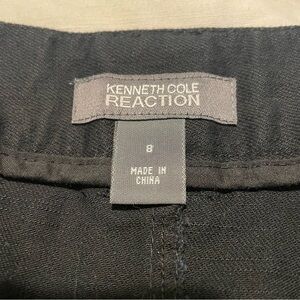 KENNETH COLE
REACTION
8
MADE IN
CHINA